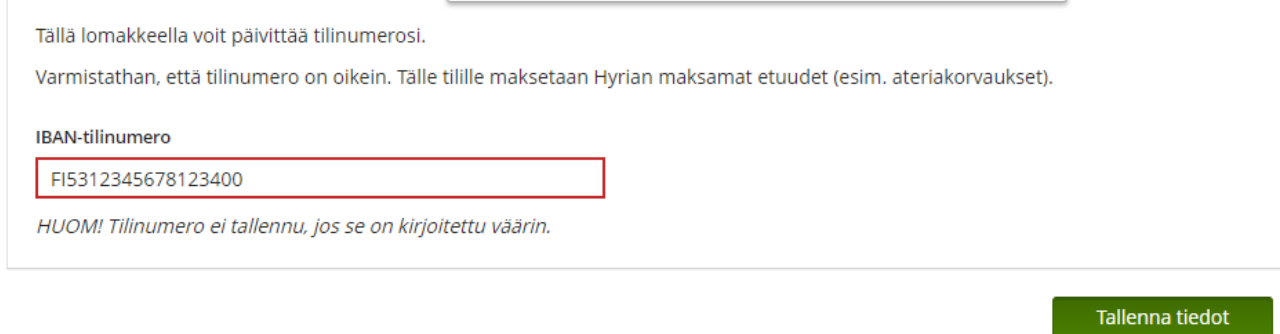 Tällä lomakkeella voit päivittää tilinumerosi.
Varmistathan, että tilinumero on oikein. Tälle tilille maksetaan Hyrian maksamat etuudet (esim. ateriakorvaukset).
IBAN-tilinumero
FI5312345678123400
HUOM! Tilinumero ei tallennu, jos se on kirjoitettu väärin.
Tallenna tiedot